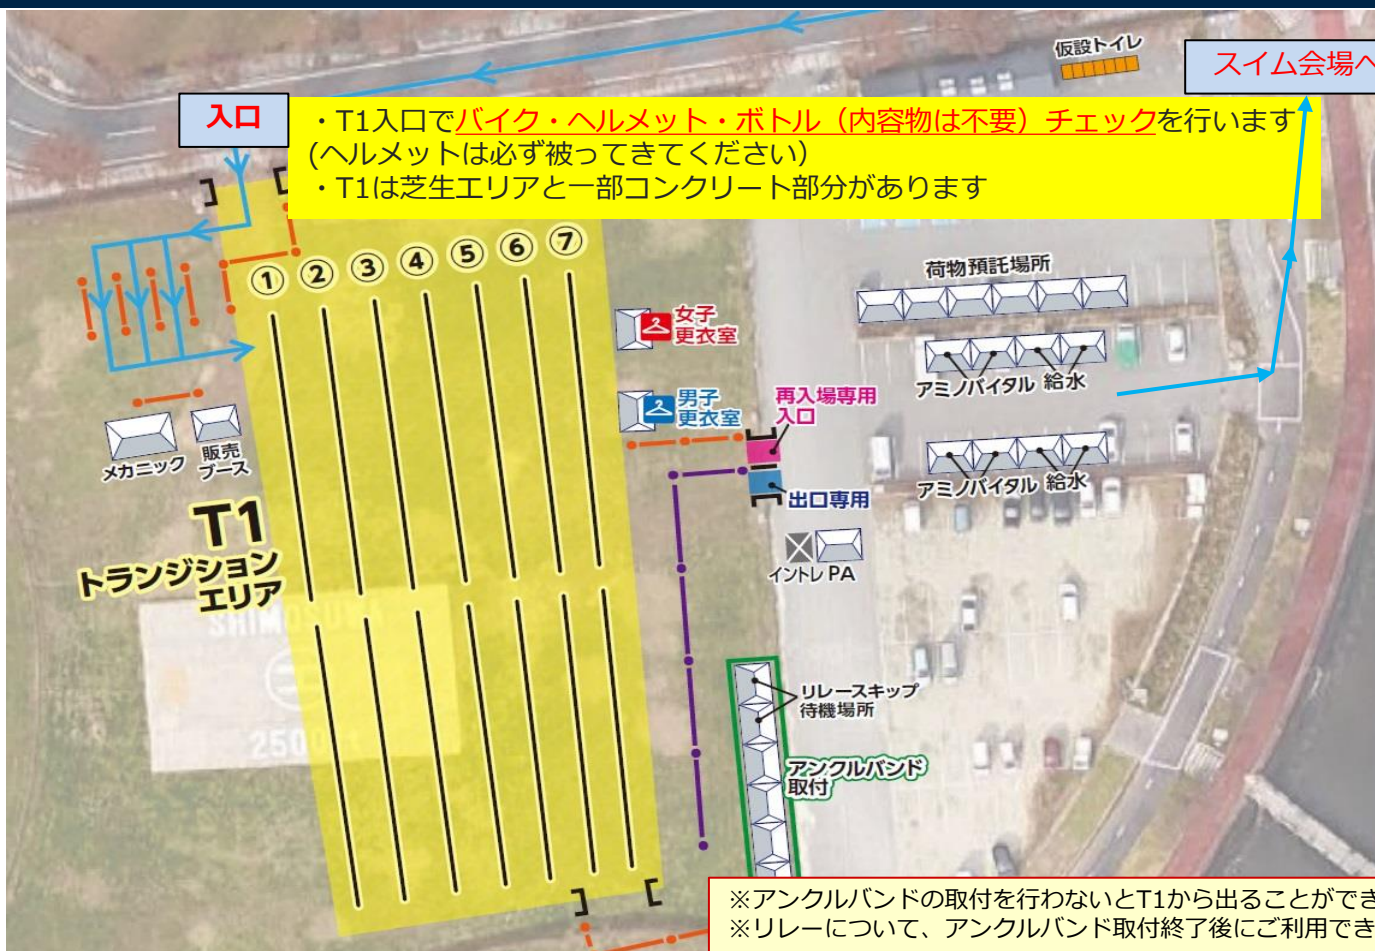 仮設トイレ
スイム会場へ
入口
・T1入口でバイク・ヘルメット・ボトル（内容物は不要）チェックを行います
(ヘルメットは必ず被ってきてください）
・T1は芝生エリアと一部コンクリート部分があります
① ② ③ ④ ⑤ ⑥ ⑦
荷物預託場所
女子
更衣室
アミノバイタル 給水
男子
更衣室
再入場専用
入口
メカニック
販売
ブース
アミノバイタル 給水
出口専用
T1
トランジション
エリア
イントレ PA
SHIMO
250
リレースキップ
待機場所
アンクルバンド
取付
※アンクルバンドの取付を行わないとT1から出ることができ
※リレーについて、アンクルバンド取付終了後にご利用でき